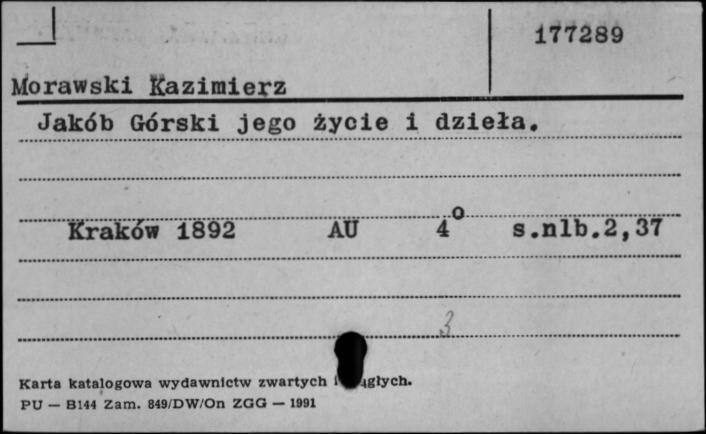 177289
Morawski Kazimierz
Jakób Górski jego życie i dzieła.
Kraków 1892 AU 4° s.nlb.2,37
3
Karta katalogowa wydawnictw zwartych
PU — B144 Zam. 849/DW/On ZGG — 1991